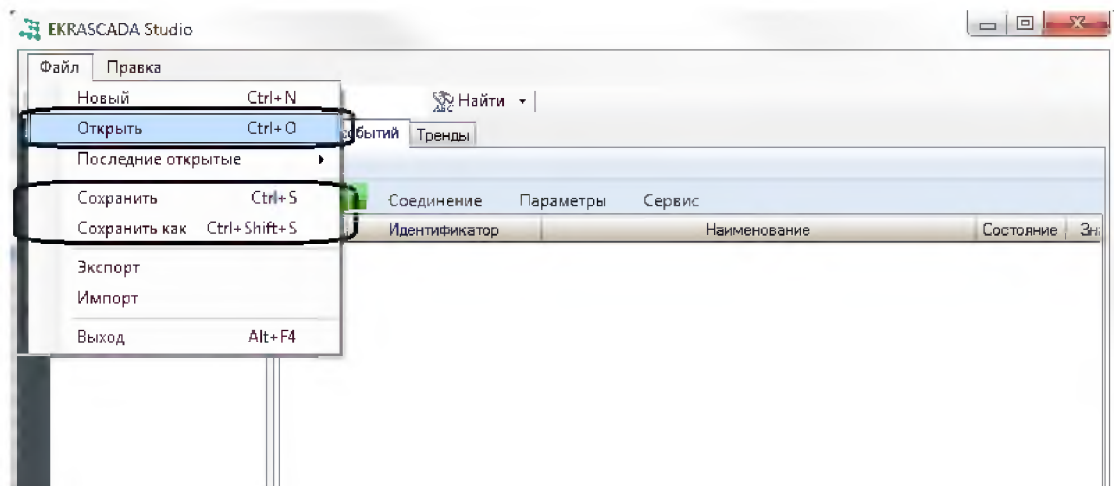 EKRASCADA Studio
Файл Правка
Новый Ctrl+N
Найти
Открыть Ctrl+O
Тренды
Последние открытые
Сохранить Ctrl+S
Соединение Параметры Сервис
Сохранить как Ctrl+Shift+S
Идентификатор Наименование Состояние
Экспорт
Импорт
Выход Alt+F4